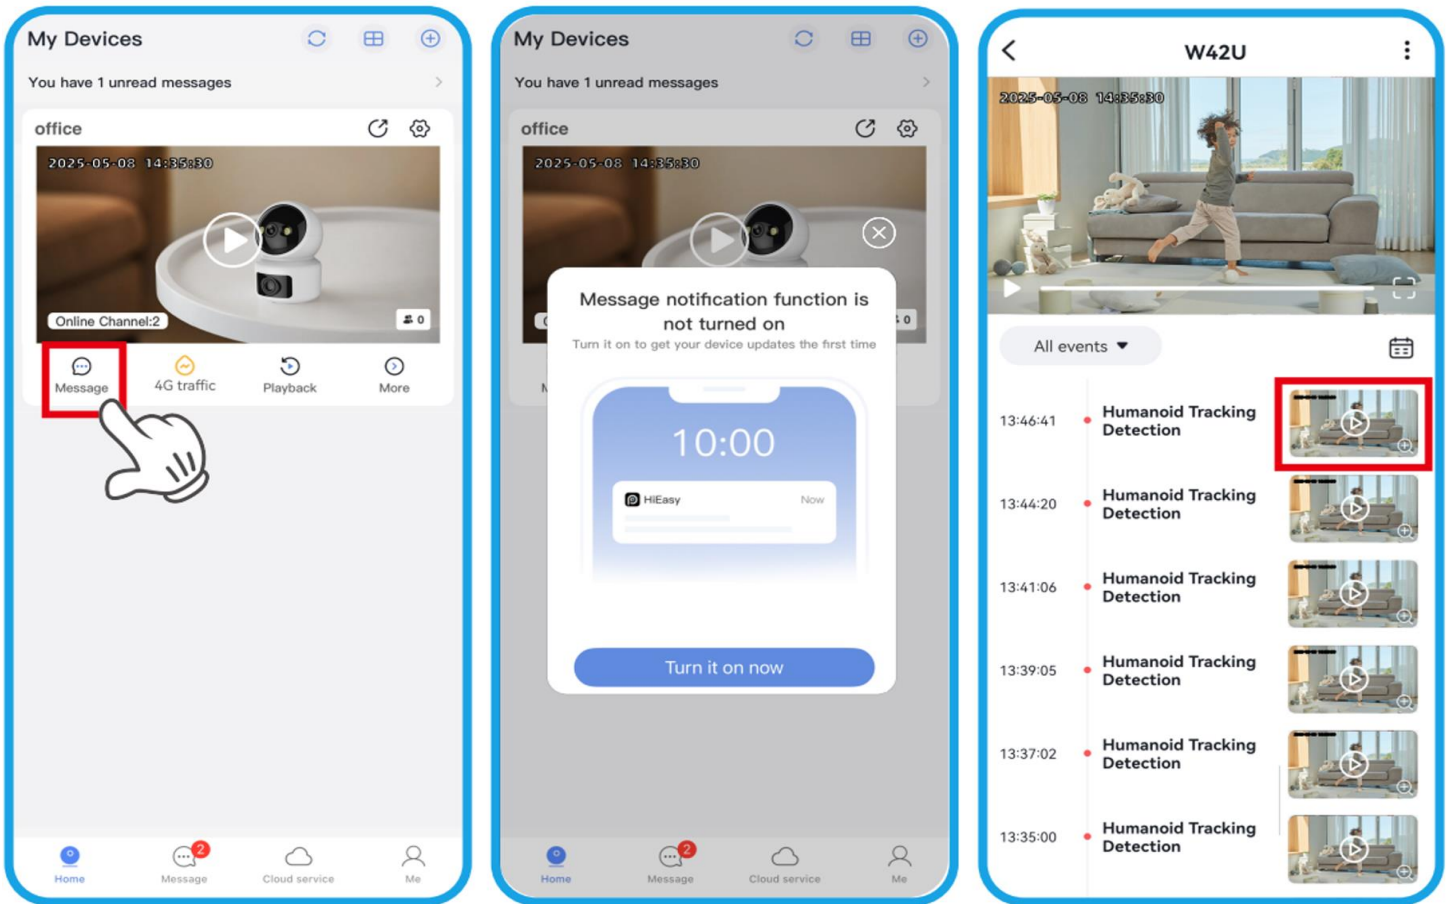 My Devices
You have 1 unread messages
office
2025-05-08 14:35:30
Online Channel:2
0
Message
4G traffic
Playback
More
2
Home
Message
Cloud service
Me
My Devices
You have 1 unread messages
office
2025-05-08 14:35:30
0
Message notification function is
not turned on
Turn it on to get your device updates the first time
10:00
HiEasy
Now
Turn it on now
2
Home
Message
Cloud service
Me
W42U
2025-05-08 14:35:30
All events
13:46:41
Humanoid Tracking
Detection
13:44:20
Humanoid Tracking
Detection
13:41:06
Humanoid Tracking
Detection
13:39:05
Humanoid Tracking
Detection
13:37:02
Humanoid Tracking
Detection
13:35:00
Humanoid Tracking
Detection